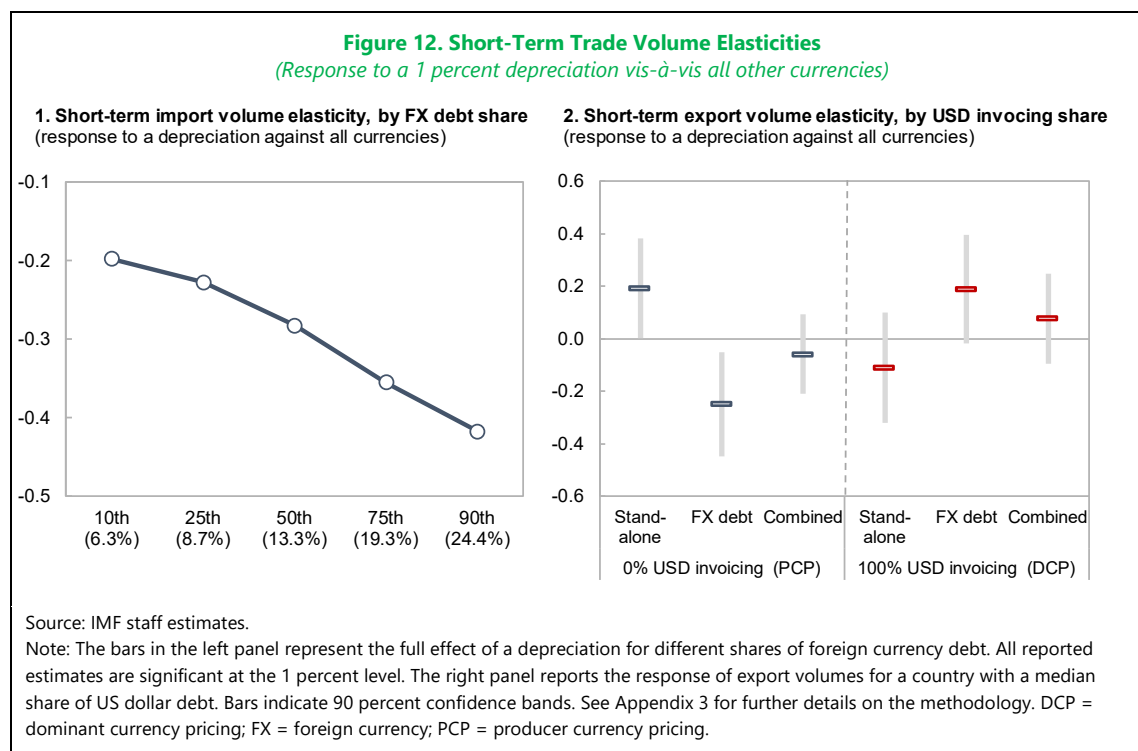 Figure 12. Short-Term Trade Volume Elasticities
(Response to a 1 percent depreciation vis-à-vis all other currencies)
1. Short-term import volume elasticity, by FX debt share
(response to a depreciation against all currencies)
-0.1
-0.2
-0.3
-0.4
-0.5
10th 25th 50th 75th 90th
(6.3%) (8.7%) (13.3%) (19.3%) (24.4%)
2. Short-term export volume elasticity, by USD invocing share
(response to a depreciation against all currencies)
0.6
0.4
0.2
0.0
-0.2
-0.4
-0.6
Stand- FX debt Combined Stand- FX debt Combined
alone alone
0% USD invoicing (PCP) 100% USD invoicing (DCP)
Source: IMF staff estimates.
Note: The bars in the left panel represent the full effect of a depreciation for different shares of foreign currency debt. All reported
estimates are significant at the 1 percent level. The right panel reports the response of export volumes for a country with a median
share of US dollar debt. Bars indicate 90 percent confidence bands. See Appendix 3 for further details on the methodology. DCP =
dominant currency pricing; FX = foreign currency; PCP = producer currency pricing.